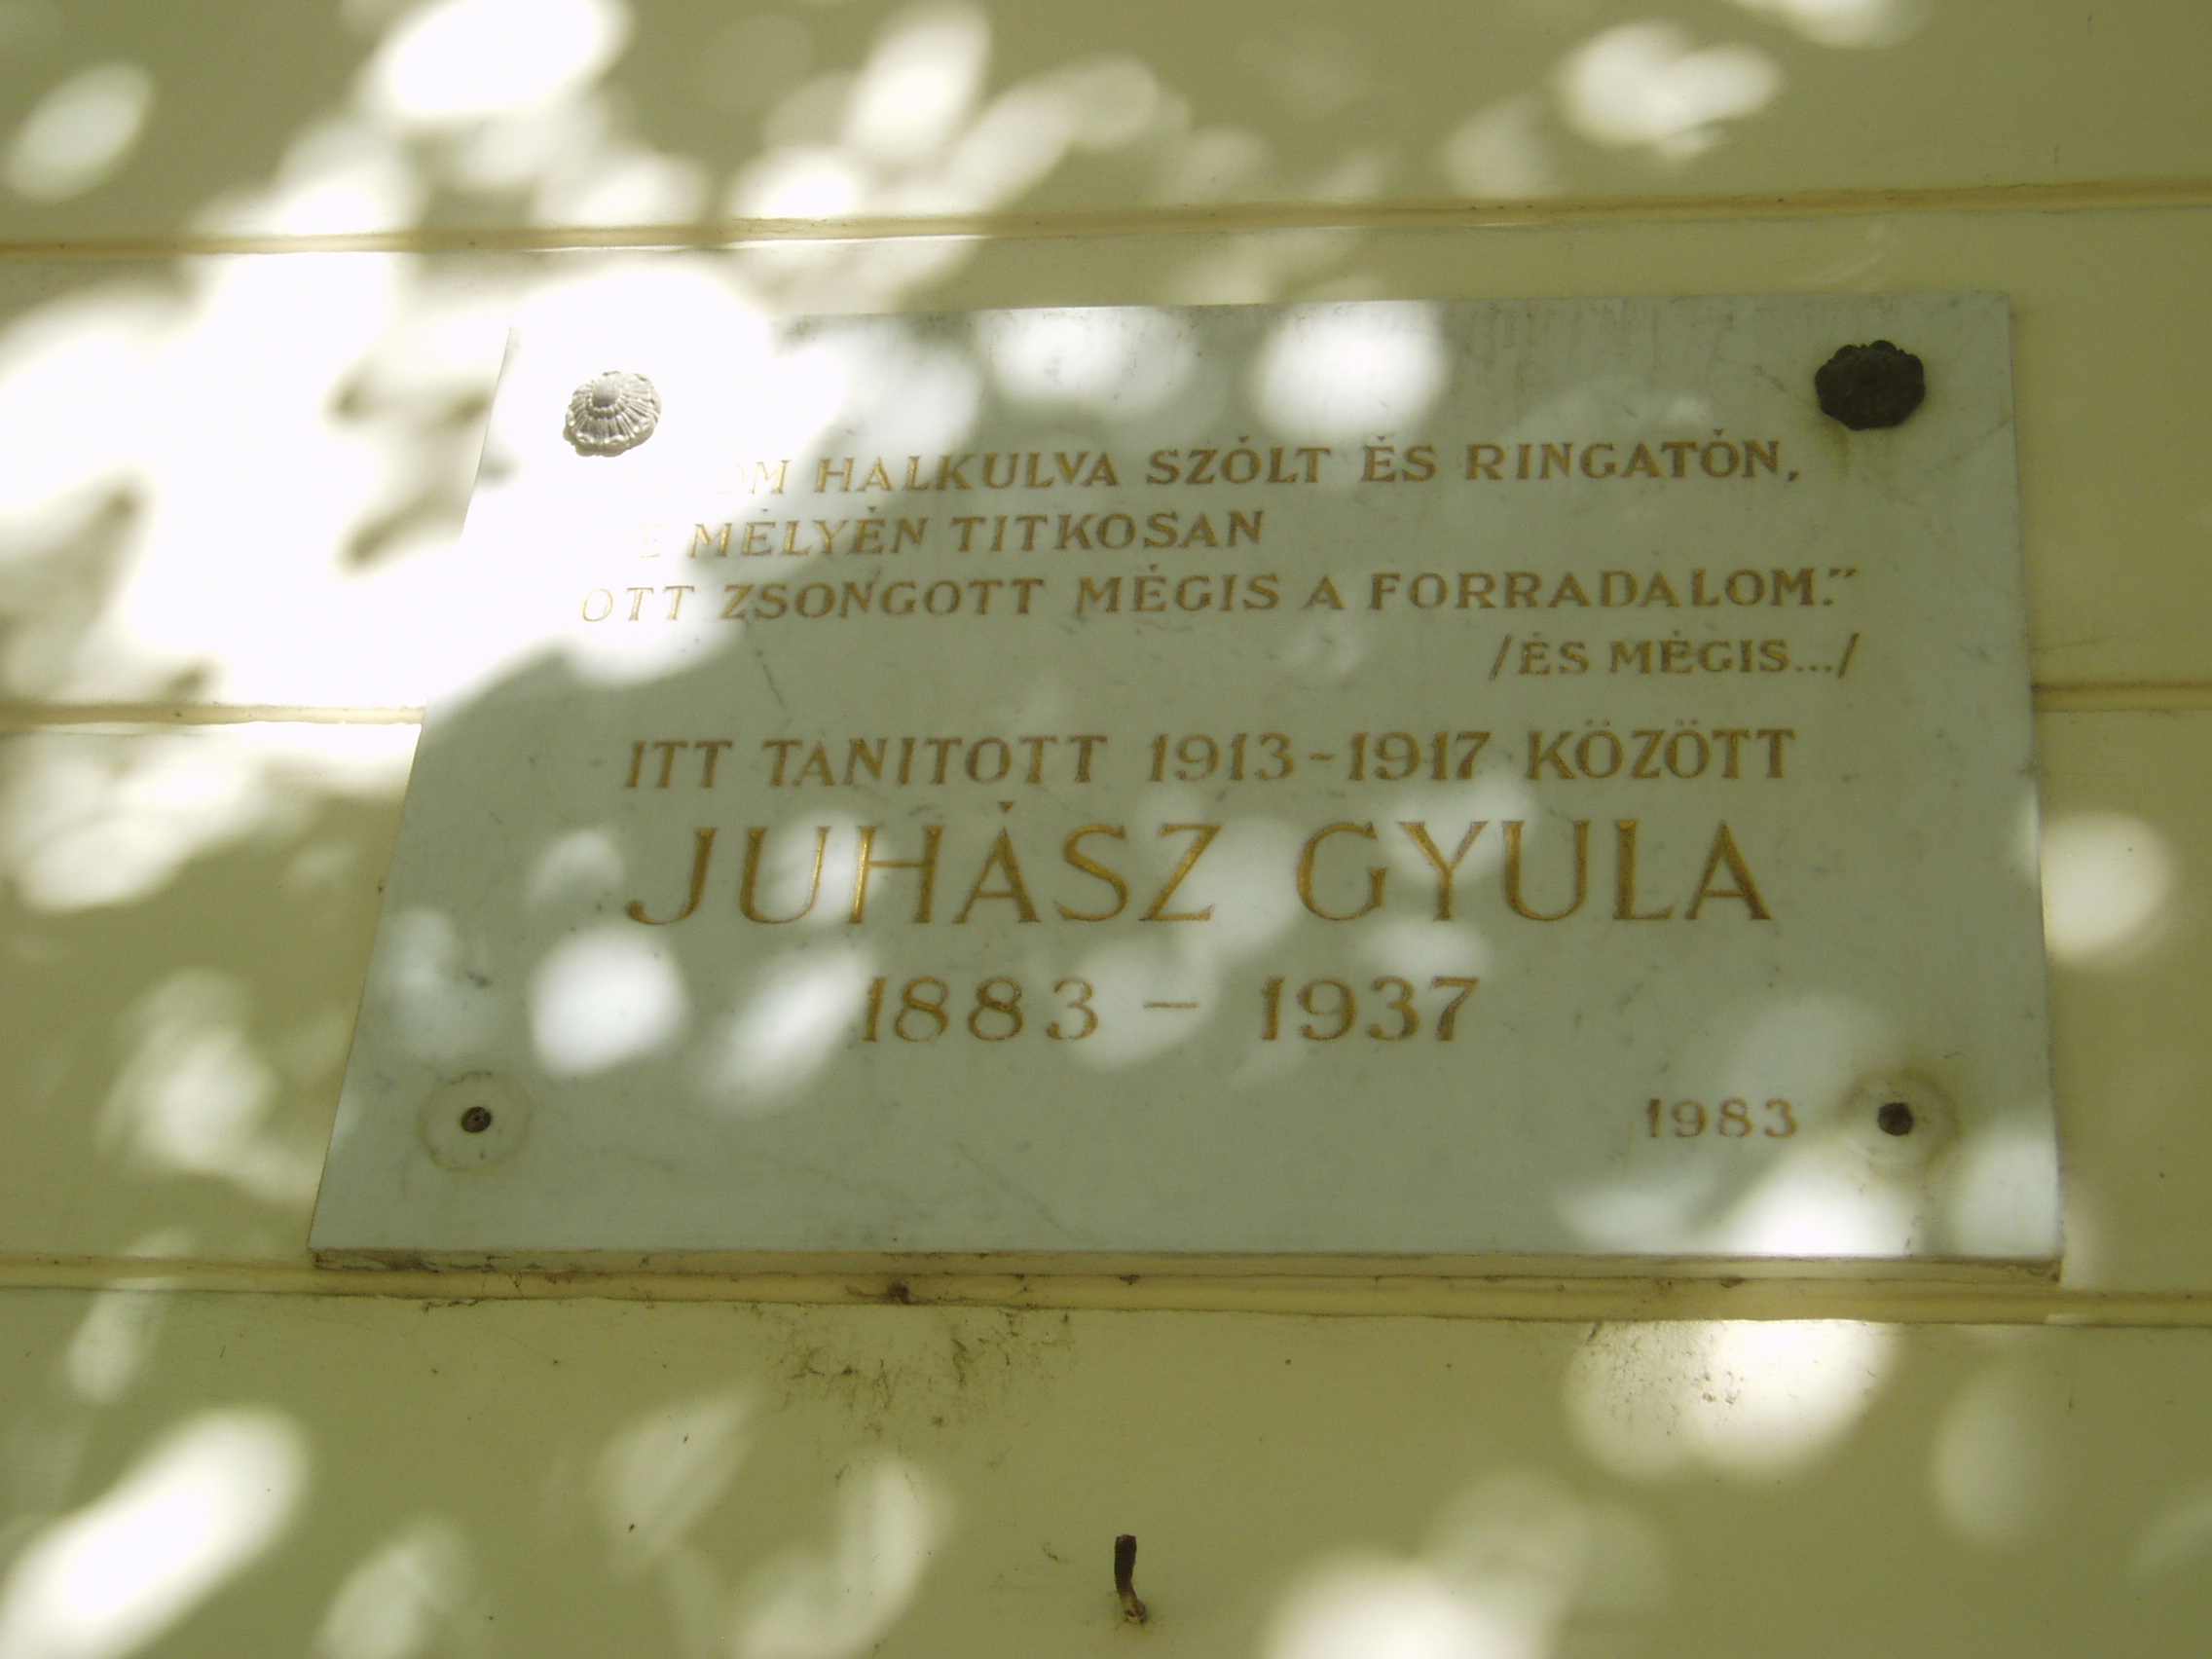 HALKULVA SZÓLT ÉS RINGATÓN,
MÉLYÉN TITKOSAN
OTT ZSONGOTT MÉGIS A FORRADALOM."
/ÉS MÉGIS.../
ITT TANITOTT 1913-1917 KÖZÖTT
JUHÁSZ GYULA
1883 - 1937
1983